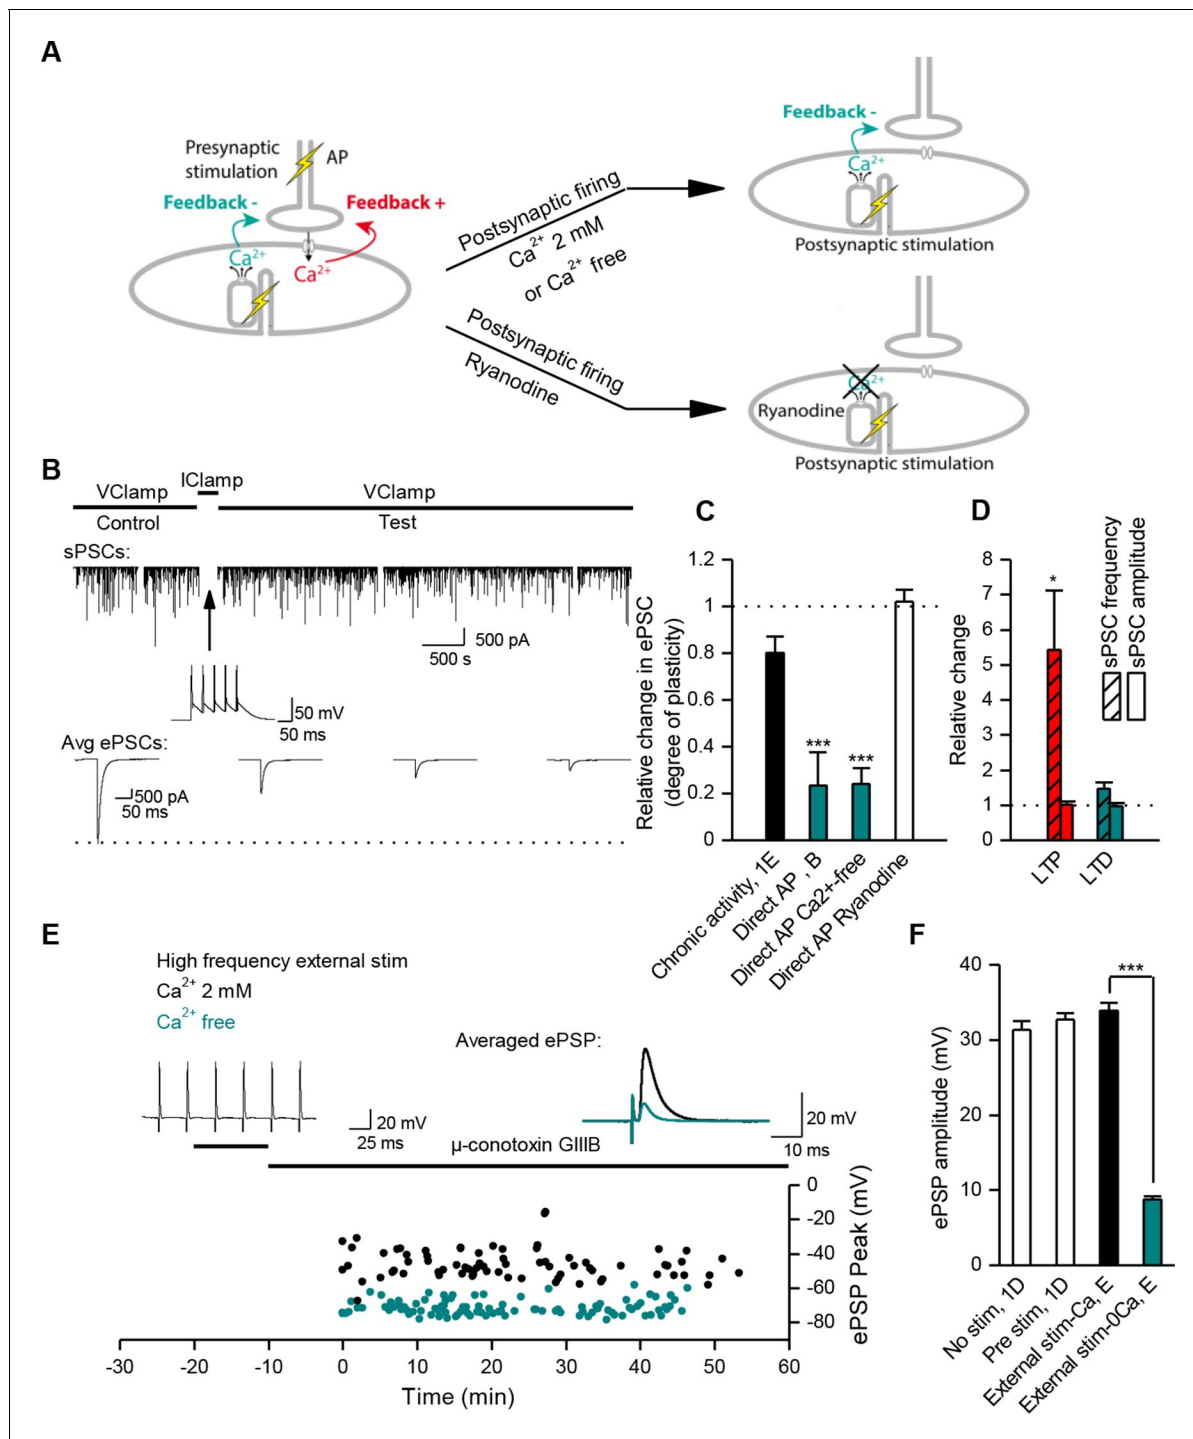 A
Presynaptic
stimulation
AP
Feedback -
Feedback +
Ca2+
Ca2+
Postsynaptic firing
Ca2+ 2 mM
or Ca2+ free
Postsynaptic firing
Ryanodine
Feedback -
Ca2+
Postsynaptic stimulation
Ca2+
Ryanodine
Postsynaptic stimulation
B
VClamp
IClamp
VClamp
Control
Test
sPSCs:
500 pA
500 s
50 mV
50 ms
Avg ePSCs:
500 pA
50 ms
C
Relative change in ePSC
(degree of plasticity)
1.2
1
0.8
0.6
0.4
0.2
0
***
***
Chronic activity, 1E
Direct AP , B
Direct AP Ca2+-free
Direct AP Ryanodine
D
Relative change
8
7
6
5
4
3
2
1
0
*
sPSC frequency
sPSC amplitude
LTP
LTD
E
High frequency external stim
Ca2+ 2 mM
Ca2+ free
20 mV
25 ms
Averaged ePSP:
20 mV
10 ms
µ-conotoxin GIIIB
0
-20
-40
-60
-80
ePSP Peak (mV)
-30
-20
-10
0
10
20
30
40
50
60
Time (min)
F
ePSP amplitude (mV)
40
30
20
10
0
***
No stim, 1D
Pre stim, 1D
External stim-Ca, E
External stim-0Ca, E